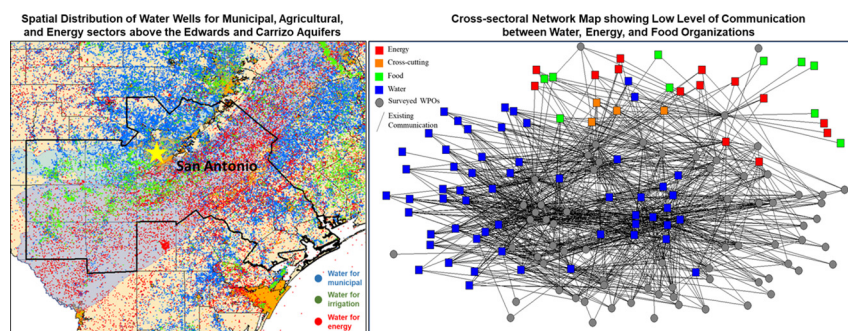 Spatial Distribution of Water Wells for Municipal, Agricultural,
and Energy sectors above the Edwards and Carrizo Aquifers
San Antonio
Water for
municipal
Water for
irrigation
Water for
energy
Cross-sectoral Network Map showing Low Level of Communication
between Water, Energy, and Food Organizations
Energy
Cross-cutting
Food
Water
Surveyed WPOs
Existing
Communication